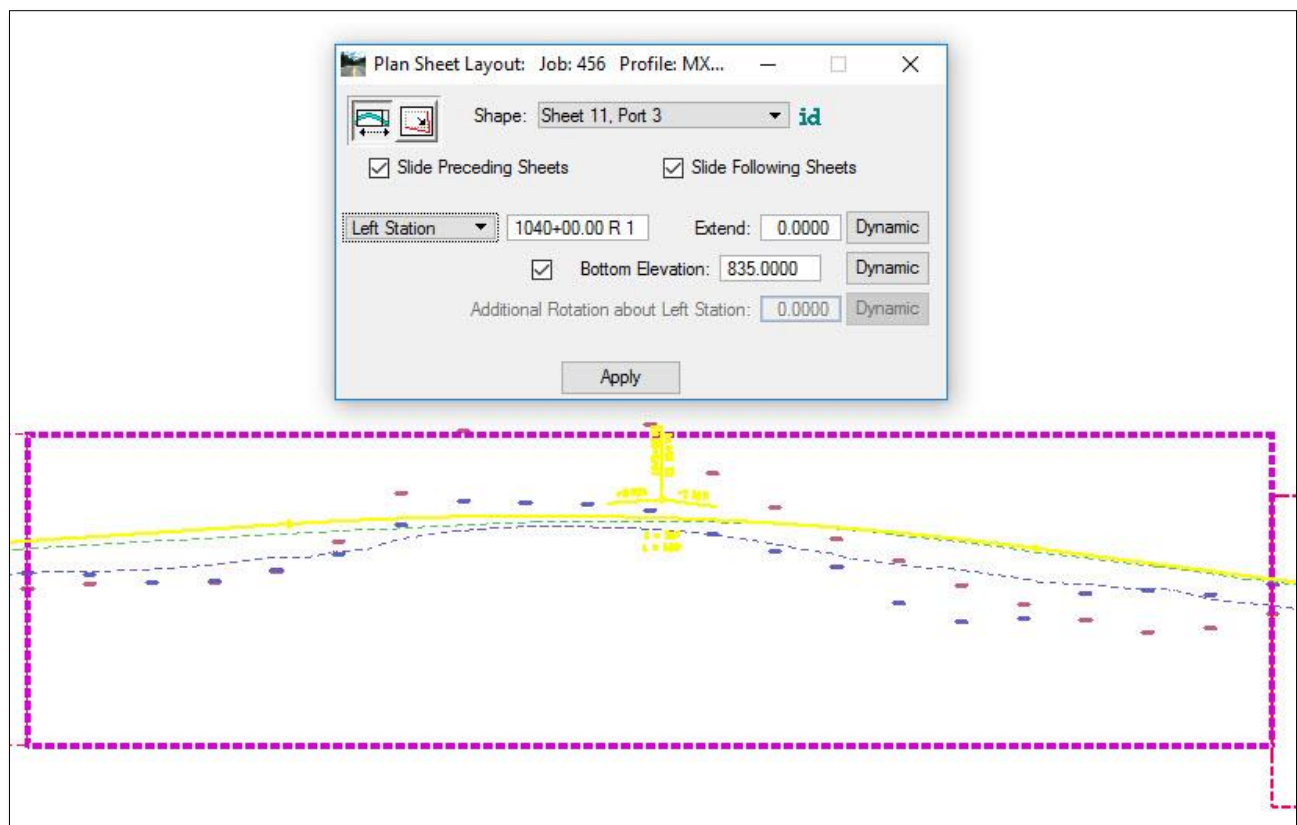 Plan Sheet Layout: Job: 456 Profile: MX...
Shape: Sheet 11, Port 3 id
Slide Preceding Sheets Slide Following Sheets
Left Station 1040+00.00 R 1 Extend: 0.0000 Dynamic
Bottom Elevation: 835.0000 Dynamic
Additional Rotation about Left Station: 0.0000 Dynamic
Apply